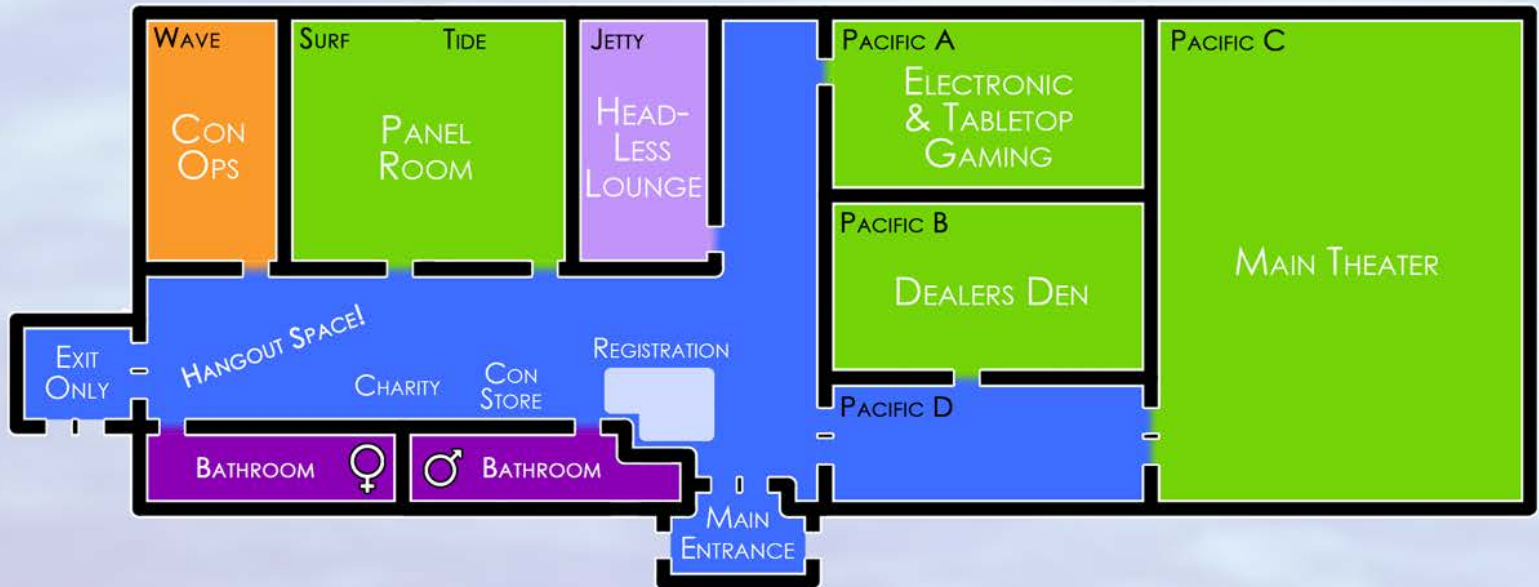 Wave
Con
Ops
Surf
Tide
Panel
Room
Jetty
Head-
Less
Lounge
Pacific A
Electronic
& Tabletop
Gaming
Pacific B
Dealers Den
Pacific C
Main Theater
Pacific D
Exit
Only
Hangout Space!
Charity
Con
Store
Registration
Bathroom
Bathroom
Main
Entrance